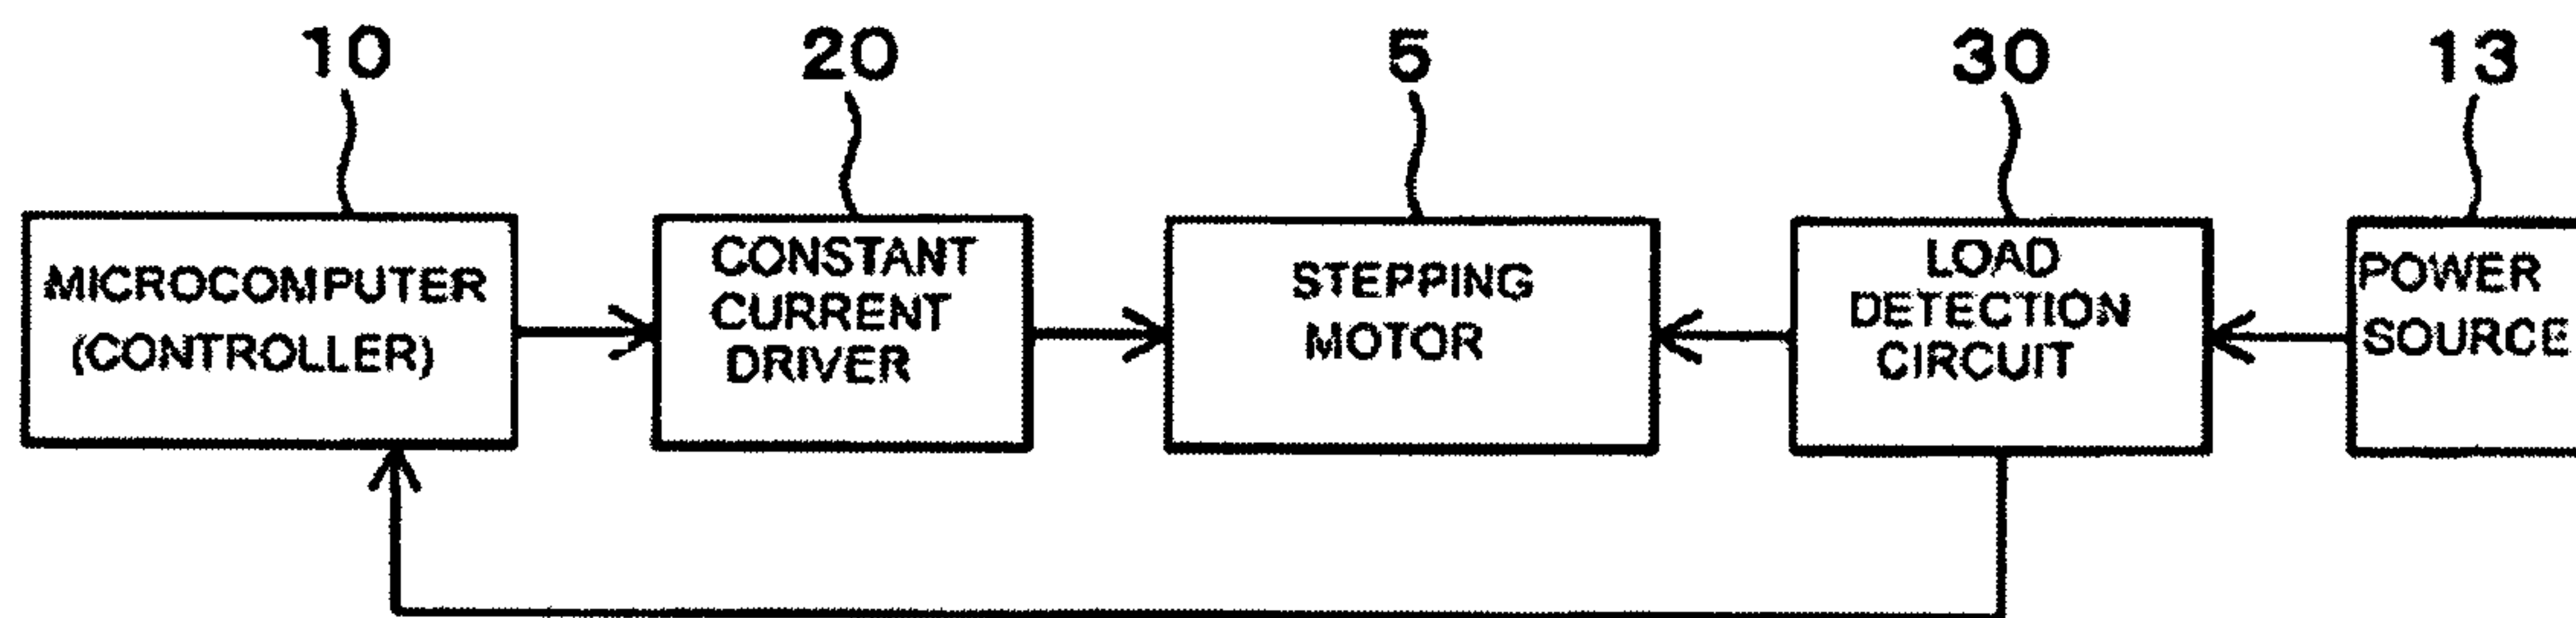 10 20 5 30 13
MICROCOMPUTER
(CONTROLLER)
CONSTANT
CURRENT
DRIVER
STEPPING
MOTOR
LOAD
DETECTION
CIRCUIT
POWER
SOURCE